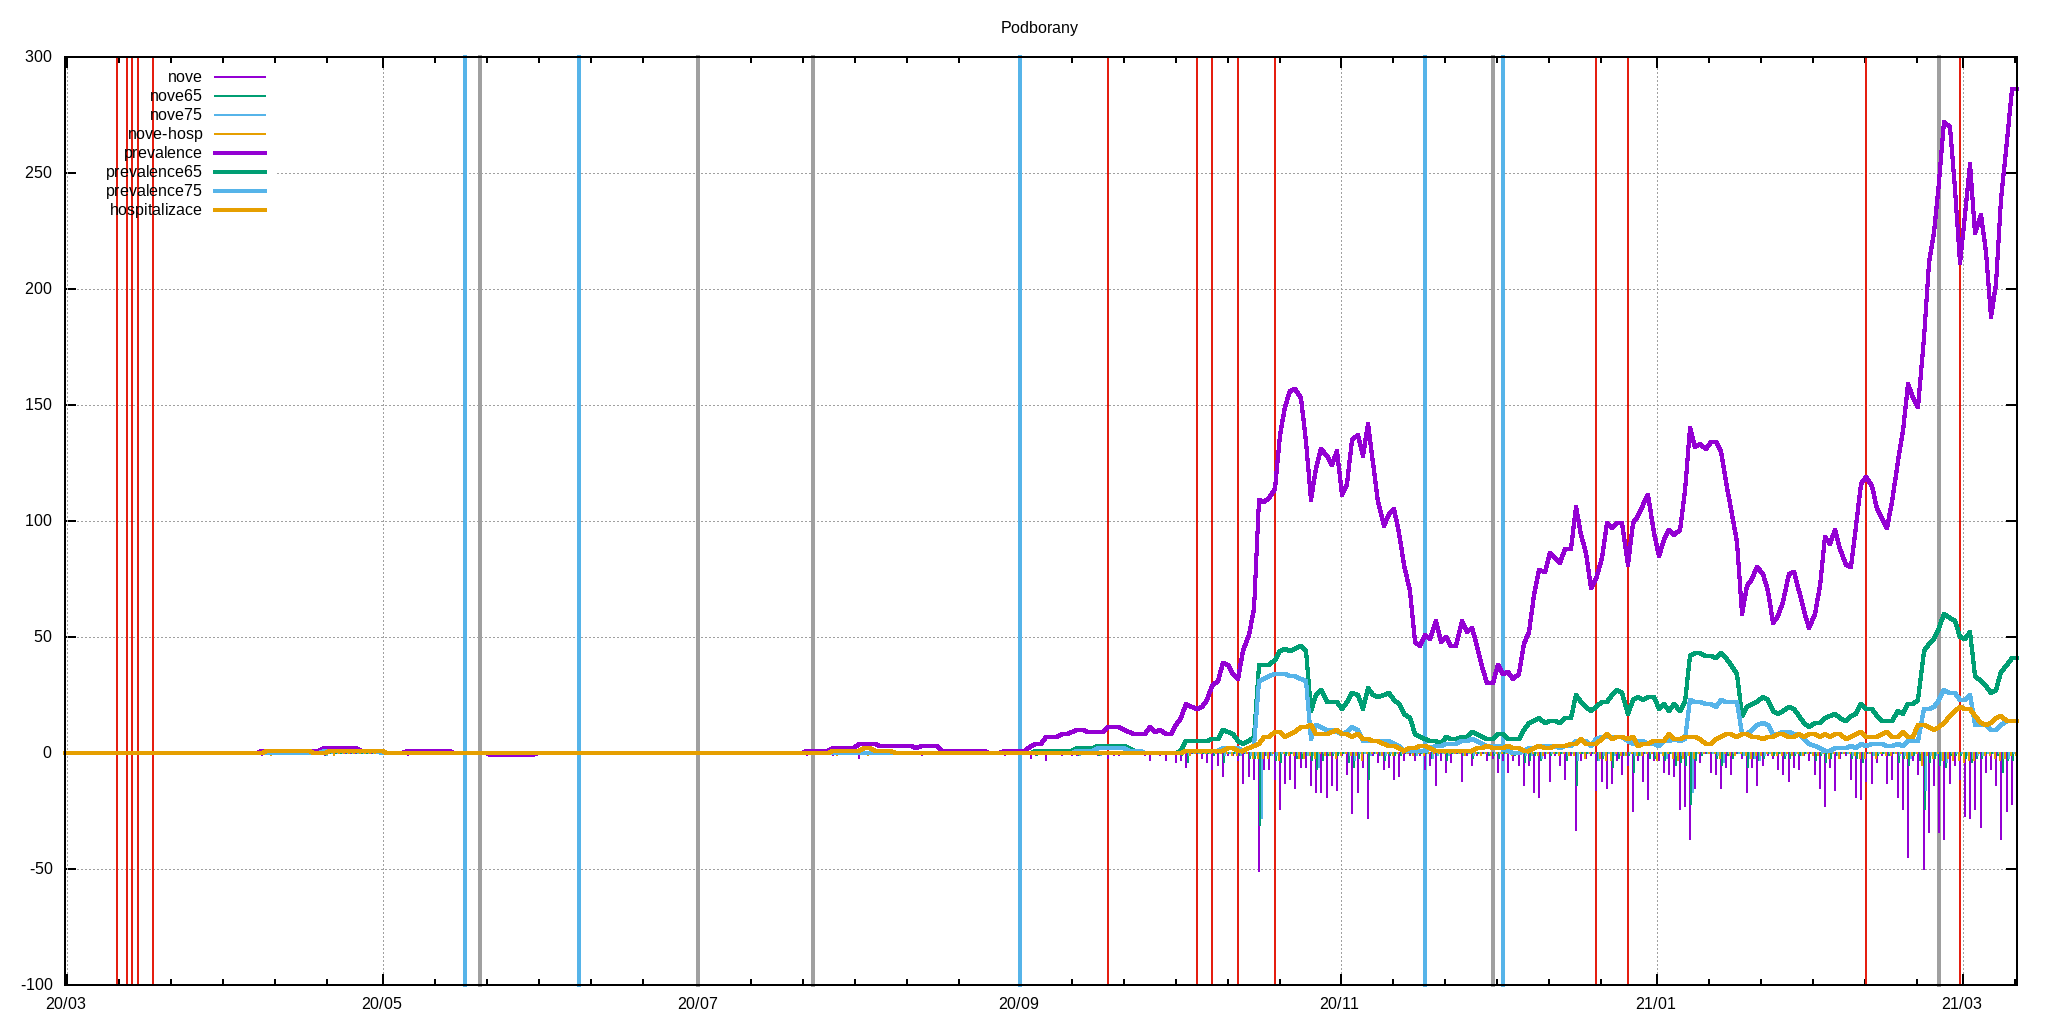 Podborany
300
250
200
150
100
50
0
-50
-100
nove
nove65
nove75
nove-hosp
prevalence
prevalence65
prevalence75
hospitalizace
20/03 20/05 20/07 20/09 20/11 21/01 21/03